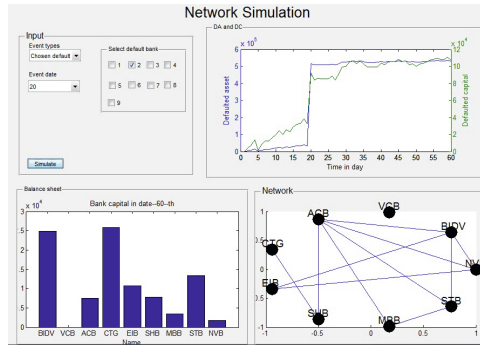 Network Simulation
Input
Event types
Chosen default
Event date
20
Select default bank
1 2 3 4
5 6 7 8
9
Simulate
DA and DC
x 10^5
x 10^4
6
5
4
3
2
1
0
12
10
8
6
4
2
0
Defaulted asset
Defaulted capital
0 5 10 15 20 25 30 35 40 45 50 55 60
Time in day
Balance sheet
Bank capital in date--60--th
x 10^4
3
2.5
2
1.5
1
0.5
0
BIDV VCB ACB CTG EIB SHB MBB STB NVB
Name
Network
ACB
VCB
BIDV
CTG
EIB
SHB
MBB
STB
1
0.5
0
-1
-1 -0.5 0 0.5 1